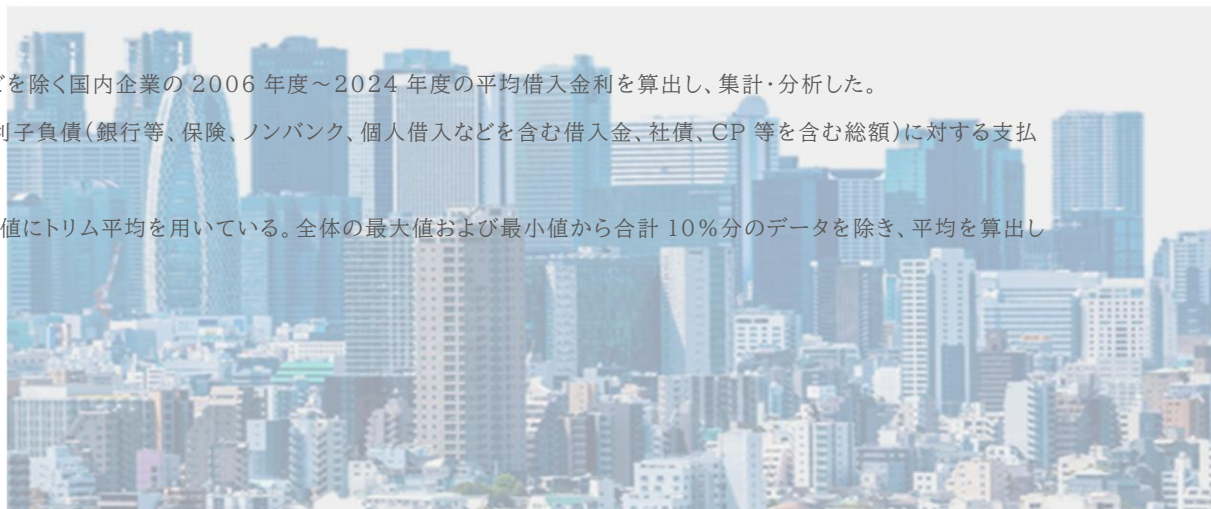 どを除く国内企業の 2006 年度～2024 年度の平均借入金利を算出し、集計・分析した。
利子負債(銀行等、保険、ノンバンク、個人借入などを含む借入金、社債、CP 等を含む総額)に対する支払
値にトリム平均を用いている。全体の最大値および最小値から合計 10%分のデータを除き、平均を算出し